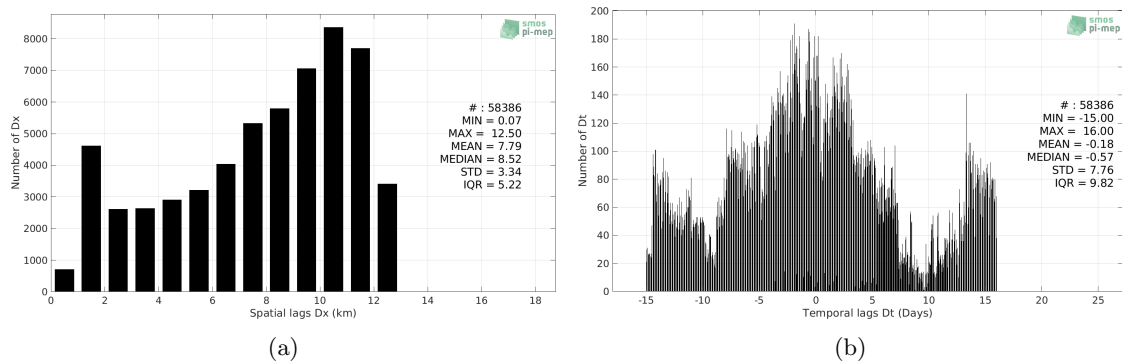 smos
pi-mep
8000
7000
6000
5000
4000
3000
2000
1000
0
Number of Dx
# : 58386
MIN = 0.07
MAX = 12.50
MEAN = 7.79
MEDIAN = 8.52
STD = 3.34
IQR = 5.22
0 2 4 6 8 10 12 14 16 18
Spatial lags Dx (km)
(a)
smos
pi-mep
200
180
160
140
120
100
80
60
40
20
0
Number of Dt
# : 58386
MIN = -15.00
MAX = 16.00
MEAN = -0.18
MEDIAN = -0.57
STD = 7.76
IQR = 9.82
-15 -10 -5 0 5 10 15 20 25
Temporal lags Dt (Days)
(b)